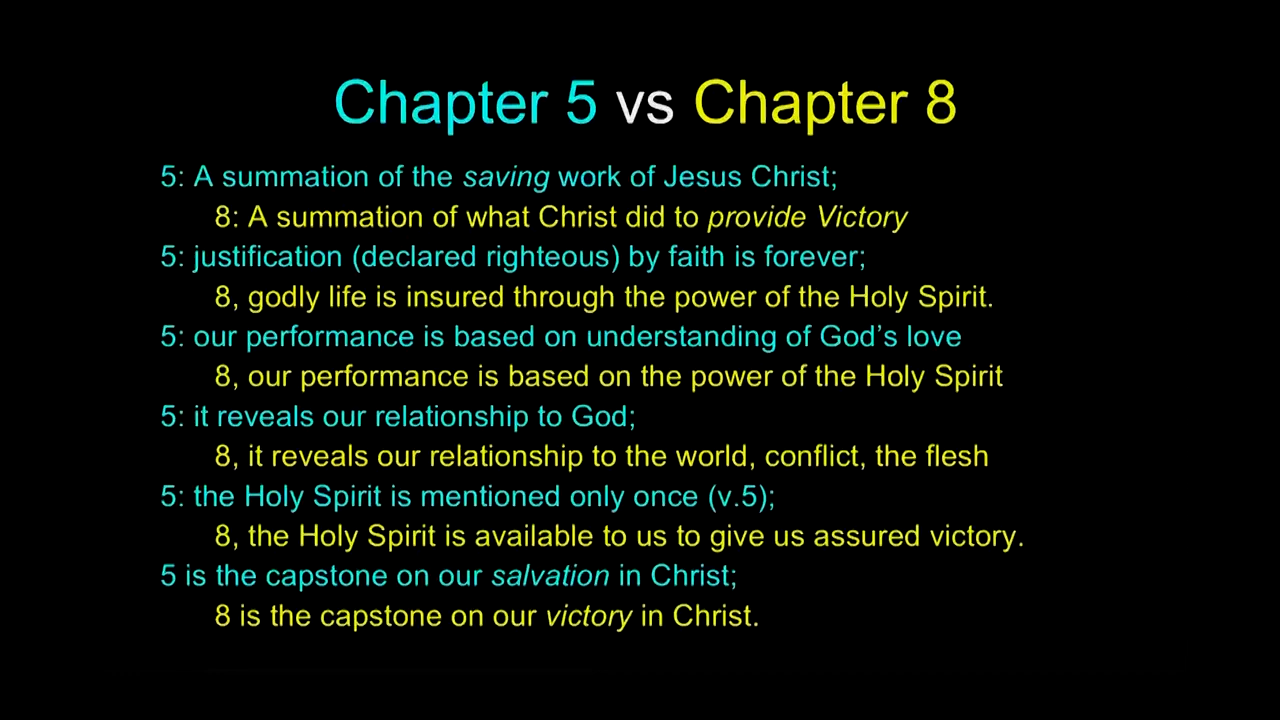 Chapter 5 vs Chapter 8
5: A summation of the saving work of Jesus Christ;
8: A summation of what Christ did to provide Victory
5: justification (declared righteous) by faith is forever;
8, godly life is insured through the power of the Holy Spirit.
5: our performance is based on understanding of God’s love
8, our performance is based on the power of the Holy Spirit
5: it reveals our relationship to God;
8, it reveals our relationship to the world, conflict, the flesh
5: the Holy Spirit is mentioned only once (v.5);
8, the Holy Spirit is available to us to give us assured victory.
5 is the capstone on our salvation in Christ;
8 is the capstone on our victory in Christ.